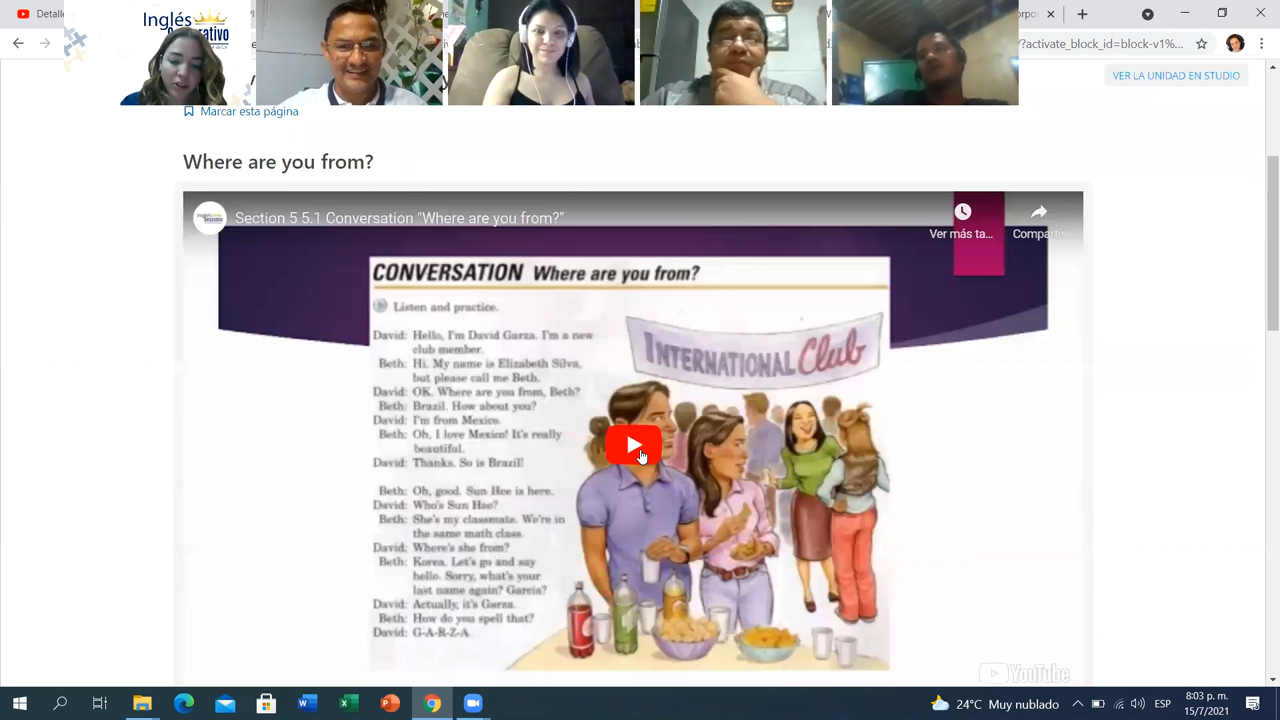 Detalle
Inglés
Corporativo
/?activate_block_id=block-v1%...
VER LA UNIDAD EN STUDIO
Marcar esta página
Where are you from?
Section 5 5.1 Conversation "Where are you from?"
Ver más ta...
Compartir
CONVERSATION Where are you from?
Listen and practice.
David: Hello, I'm David Garza. I'm a new
club member.
Beth: Hi. My name is Elizabeth Silva,
but please call me Beth.
David: OK. Where are you from, Beth?
Beth: Brazil. How about you?
David: I'm from Mexico.
Beth: Oh, I love Mexico! It's really
beautiful.
David: Thanks. So is Brazil!
Beth: Oh, good. Sun Hee is here.
David: Who's Sun Hee?
Beth: She's my classmate. We're in
the same math class.
David: Where's she from?
Beth: Korea. Let's go and say
hello. Sorry, what's your
last name again? Garcia?
David: Actually, it's Garza.
Beth: How do you spell that?
David: G-A-R-Z-A
INTERNATIONAL Club
YouTube
24°C Muy nublado
ESP
8:03 p. m.
15/7/2021